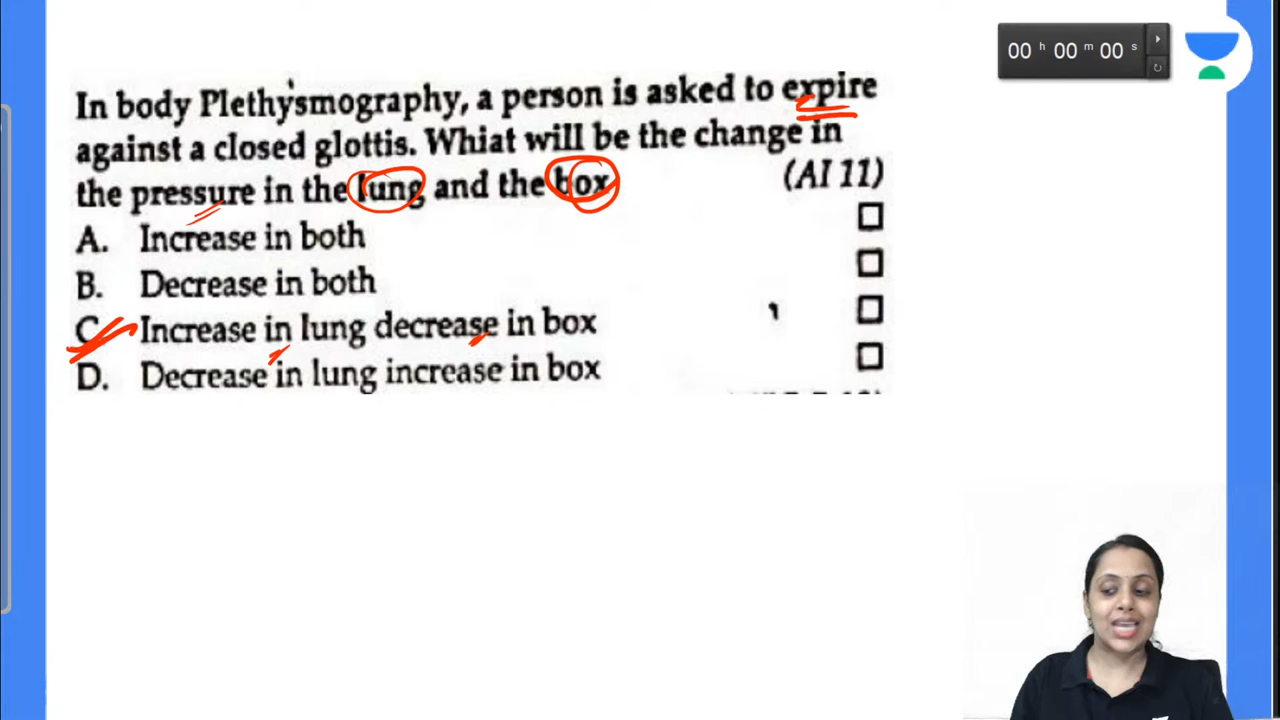 00 h 00 m 00 s
In body Plethysmography, a person is asked to expire
against a closed glottis. Whiat will be the change in
the pressure in the lung and the box
(AI 11)
A. Increase in both
B. Decrease in both
C. Increase in lung decrease in box
D. Decrease in lung increase in box